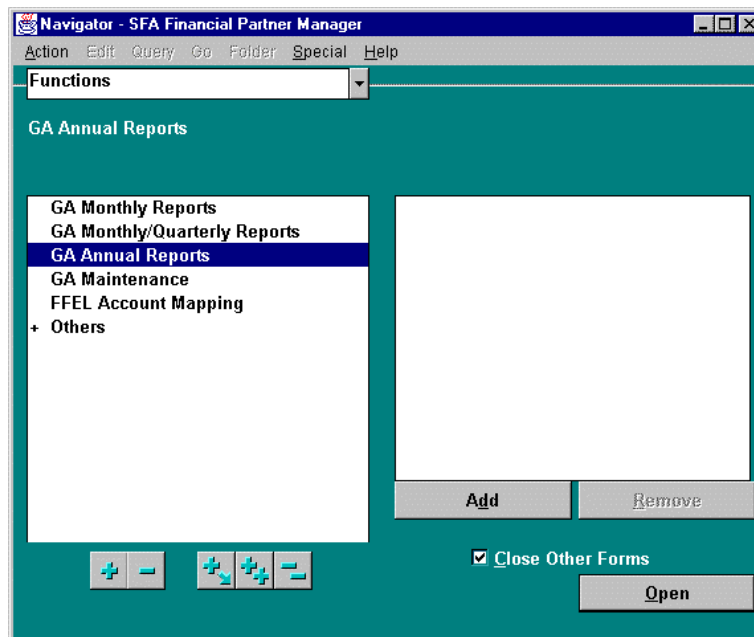 Navigator - SFA Financial Partner Manager
Action Edit Query Go Folder Special Help
Functions
GA Annual Reports
GA Monthly Reports
GA Monthly/Quarterly Reports
GA Annual Reports
GA Maintenance
FFEL Account Mapping
+ Others
Add Remove
Close Other Forms
Open